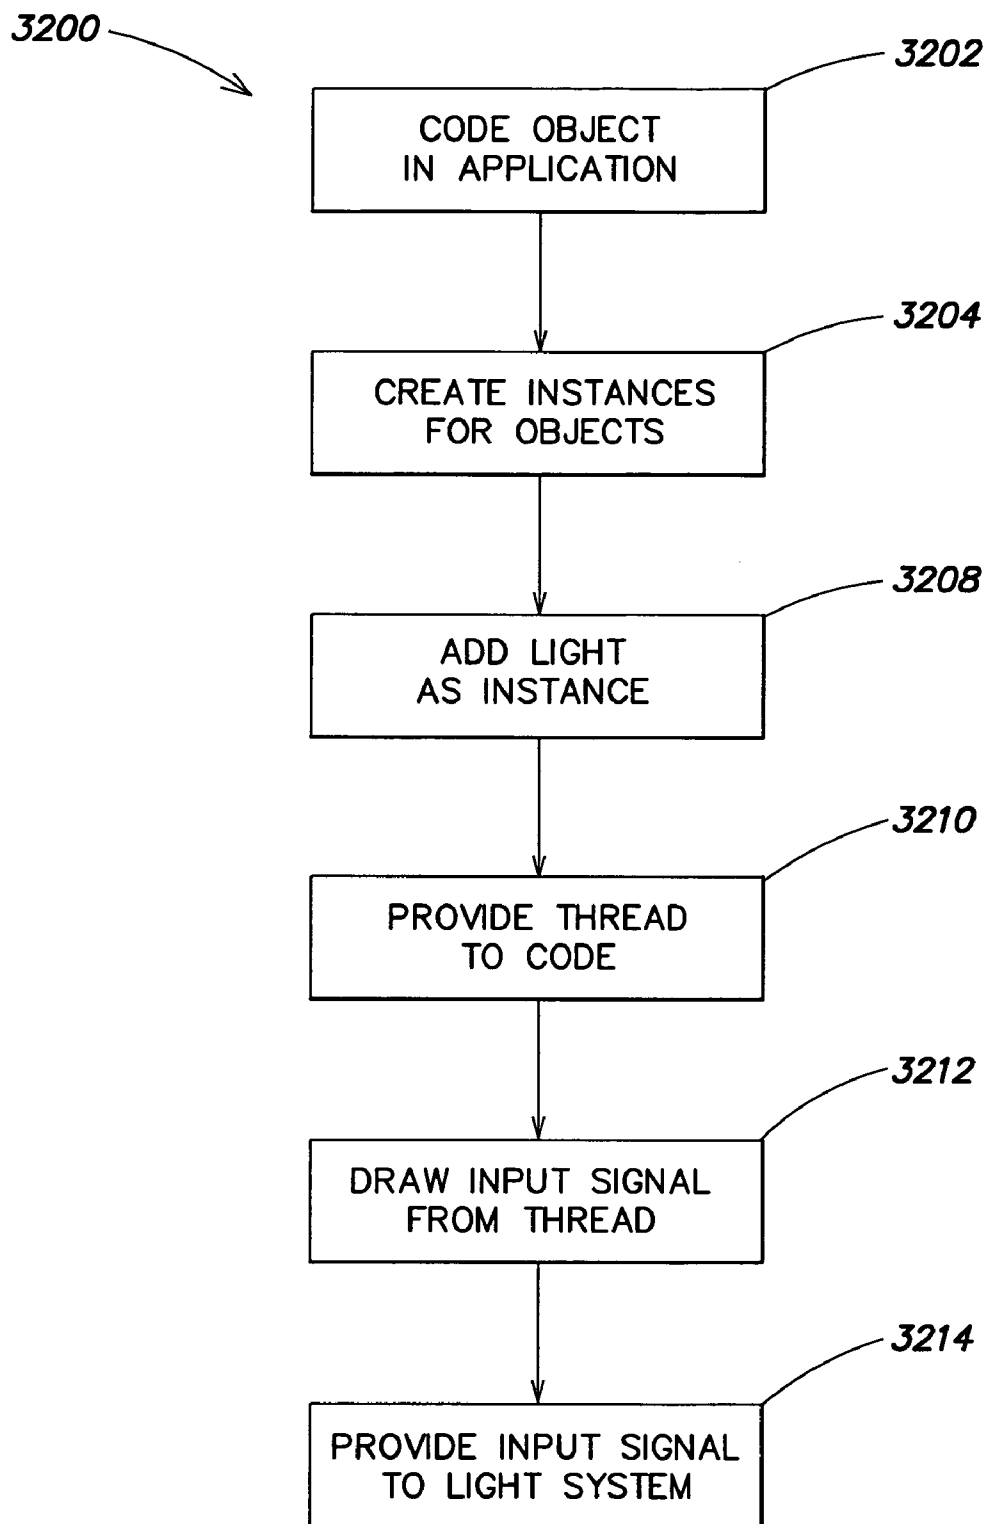 3200
3202
CODE OBJECT
IN APPLICATION
3204
CREATE INSTANCES
FOR OBJECTS
3208
ADD LIGHT
AS INSTANCE
3210
PROVIDE THREAD
TO CODE
3212
DRAW INPUT SIGNAL
FROM THREAD
3214
PROVIDE INPUT SIGNAL
TO LIGHT SYSTEM